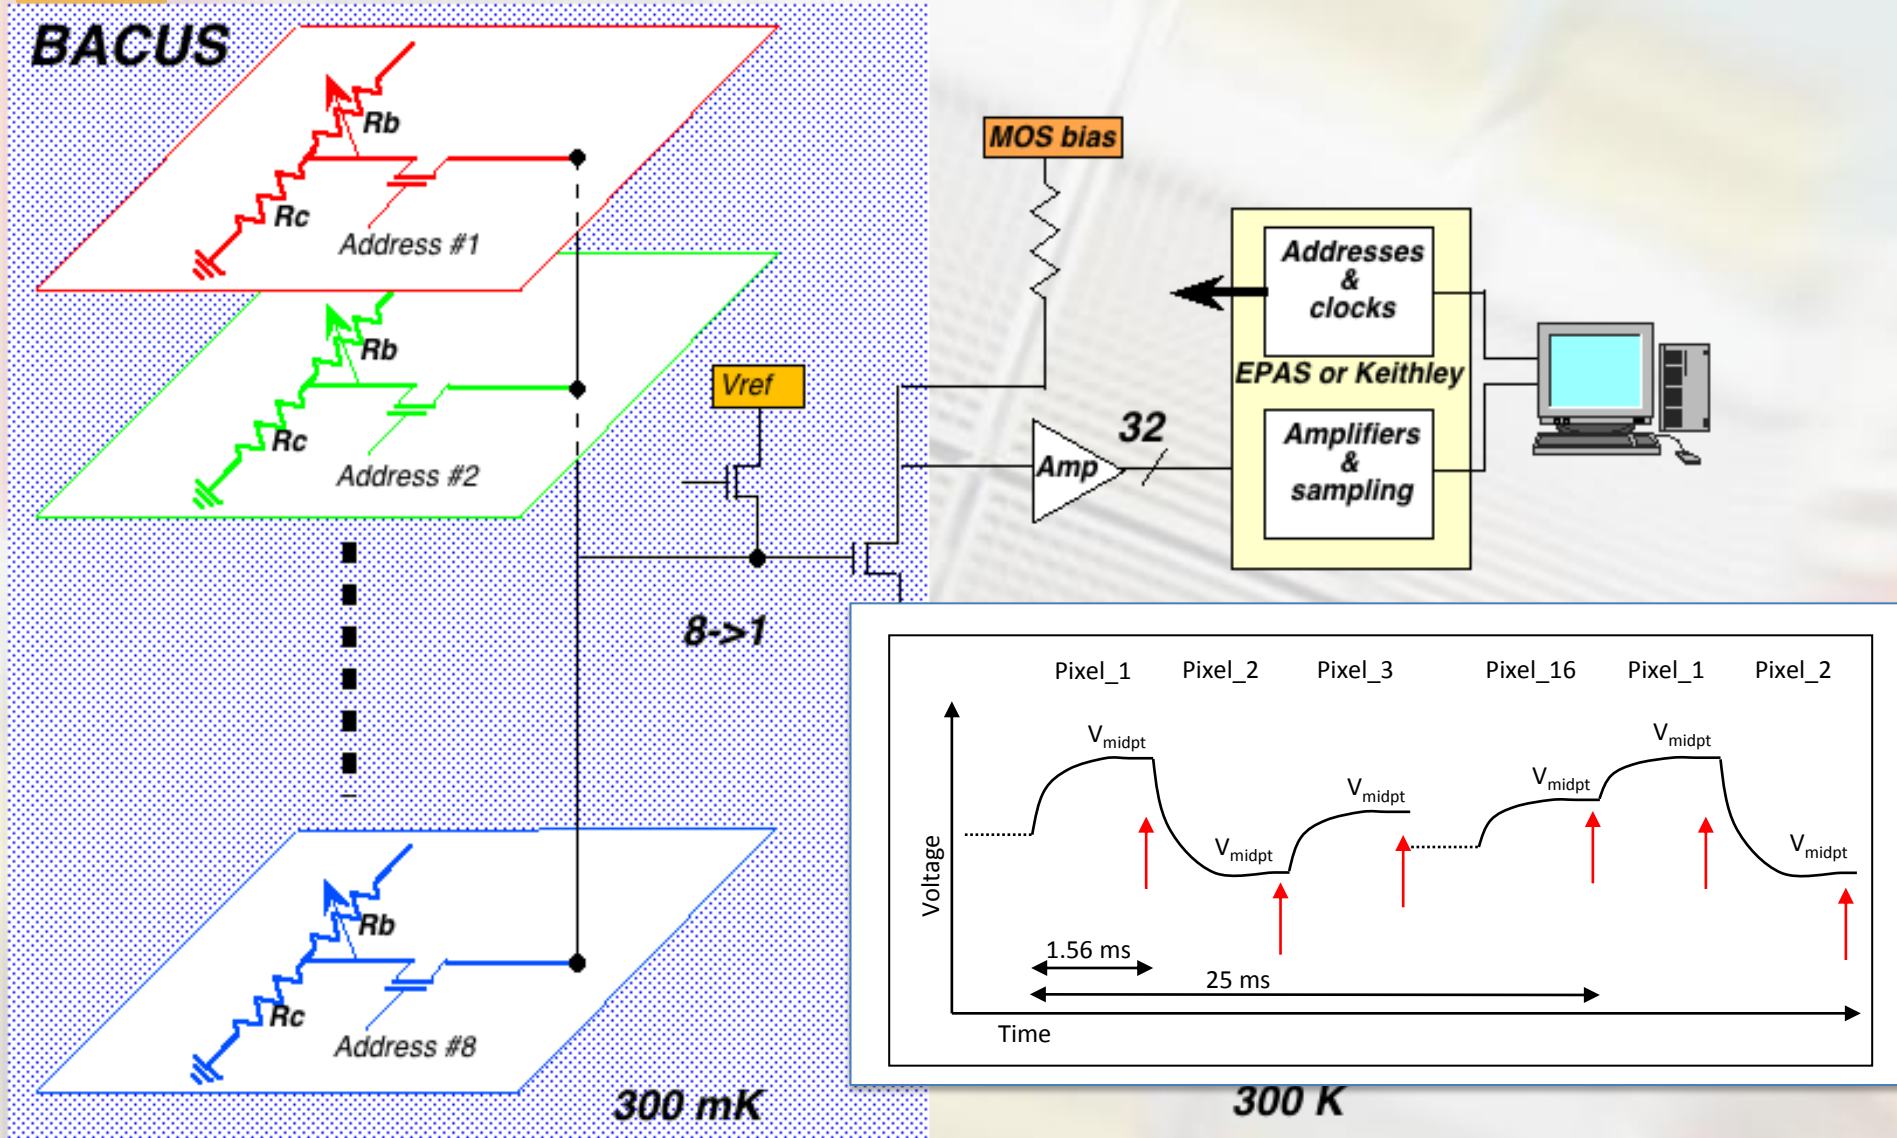 BACUS
Rb
Rc
Address #1
Rb
Rc
Address #2
Rb
Rc
Address #8
300 mK
Vref
8->1
MOS bias
Amp
32
Addresses
&
clocks
EPAS or Keithley
Amplifiers
&
sampling
Pixel_1 Pixel_2 Pixel_3 Pixel_16 Pixel_1 Pixel_2
Vmidpt
Vmidpt
Vmidpt
Vmidpt
Vmidpt
Vmidpt
Voltage
1.56 ms
25 ms
Time
300 K